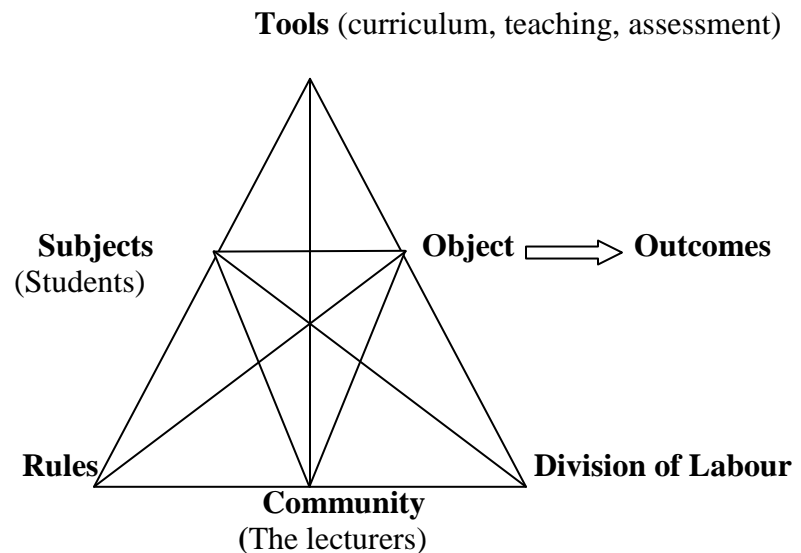 Tools (curriculum, teaching, assessment)
Subjects
(Students)
Object
Outcomes
Rules
Division of Labour
Community
(The lecturers)